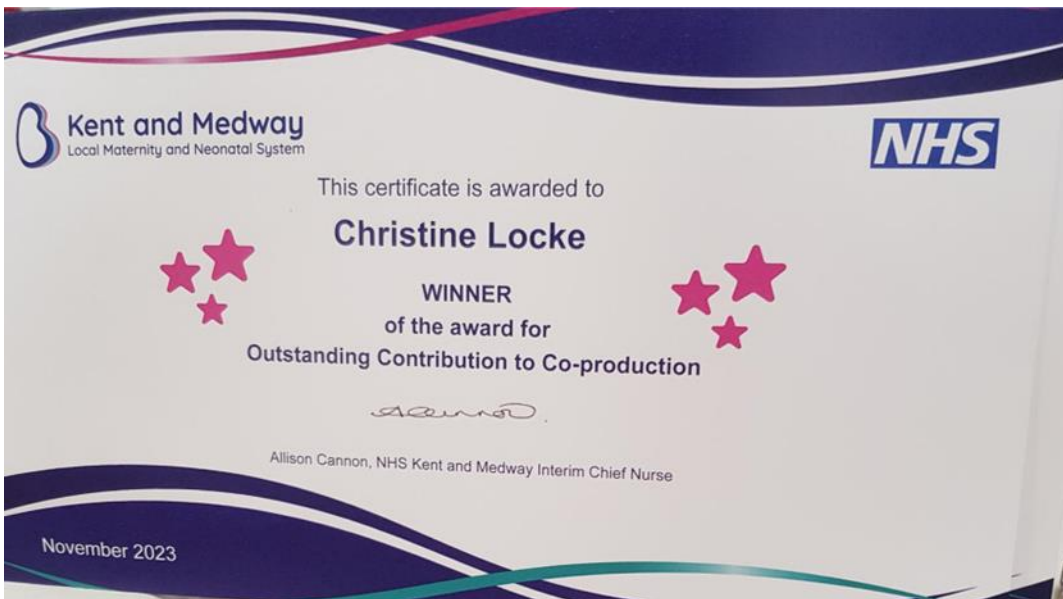 Kent and Medway
Local Maternity and Neonatal System
NHS
This certificate is awarded to
Christine Locke
WINNER
of the award for
Outstanding Contribution to Co-production
Allison Cannon, NHS Kent and Medway Interim Chief Nurse
November 2023